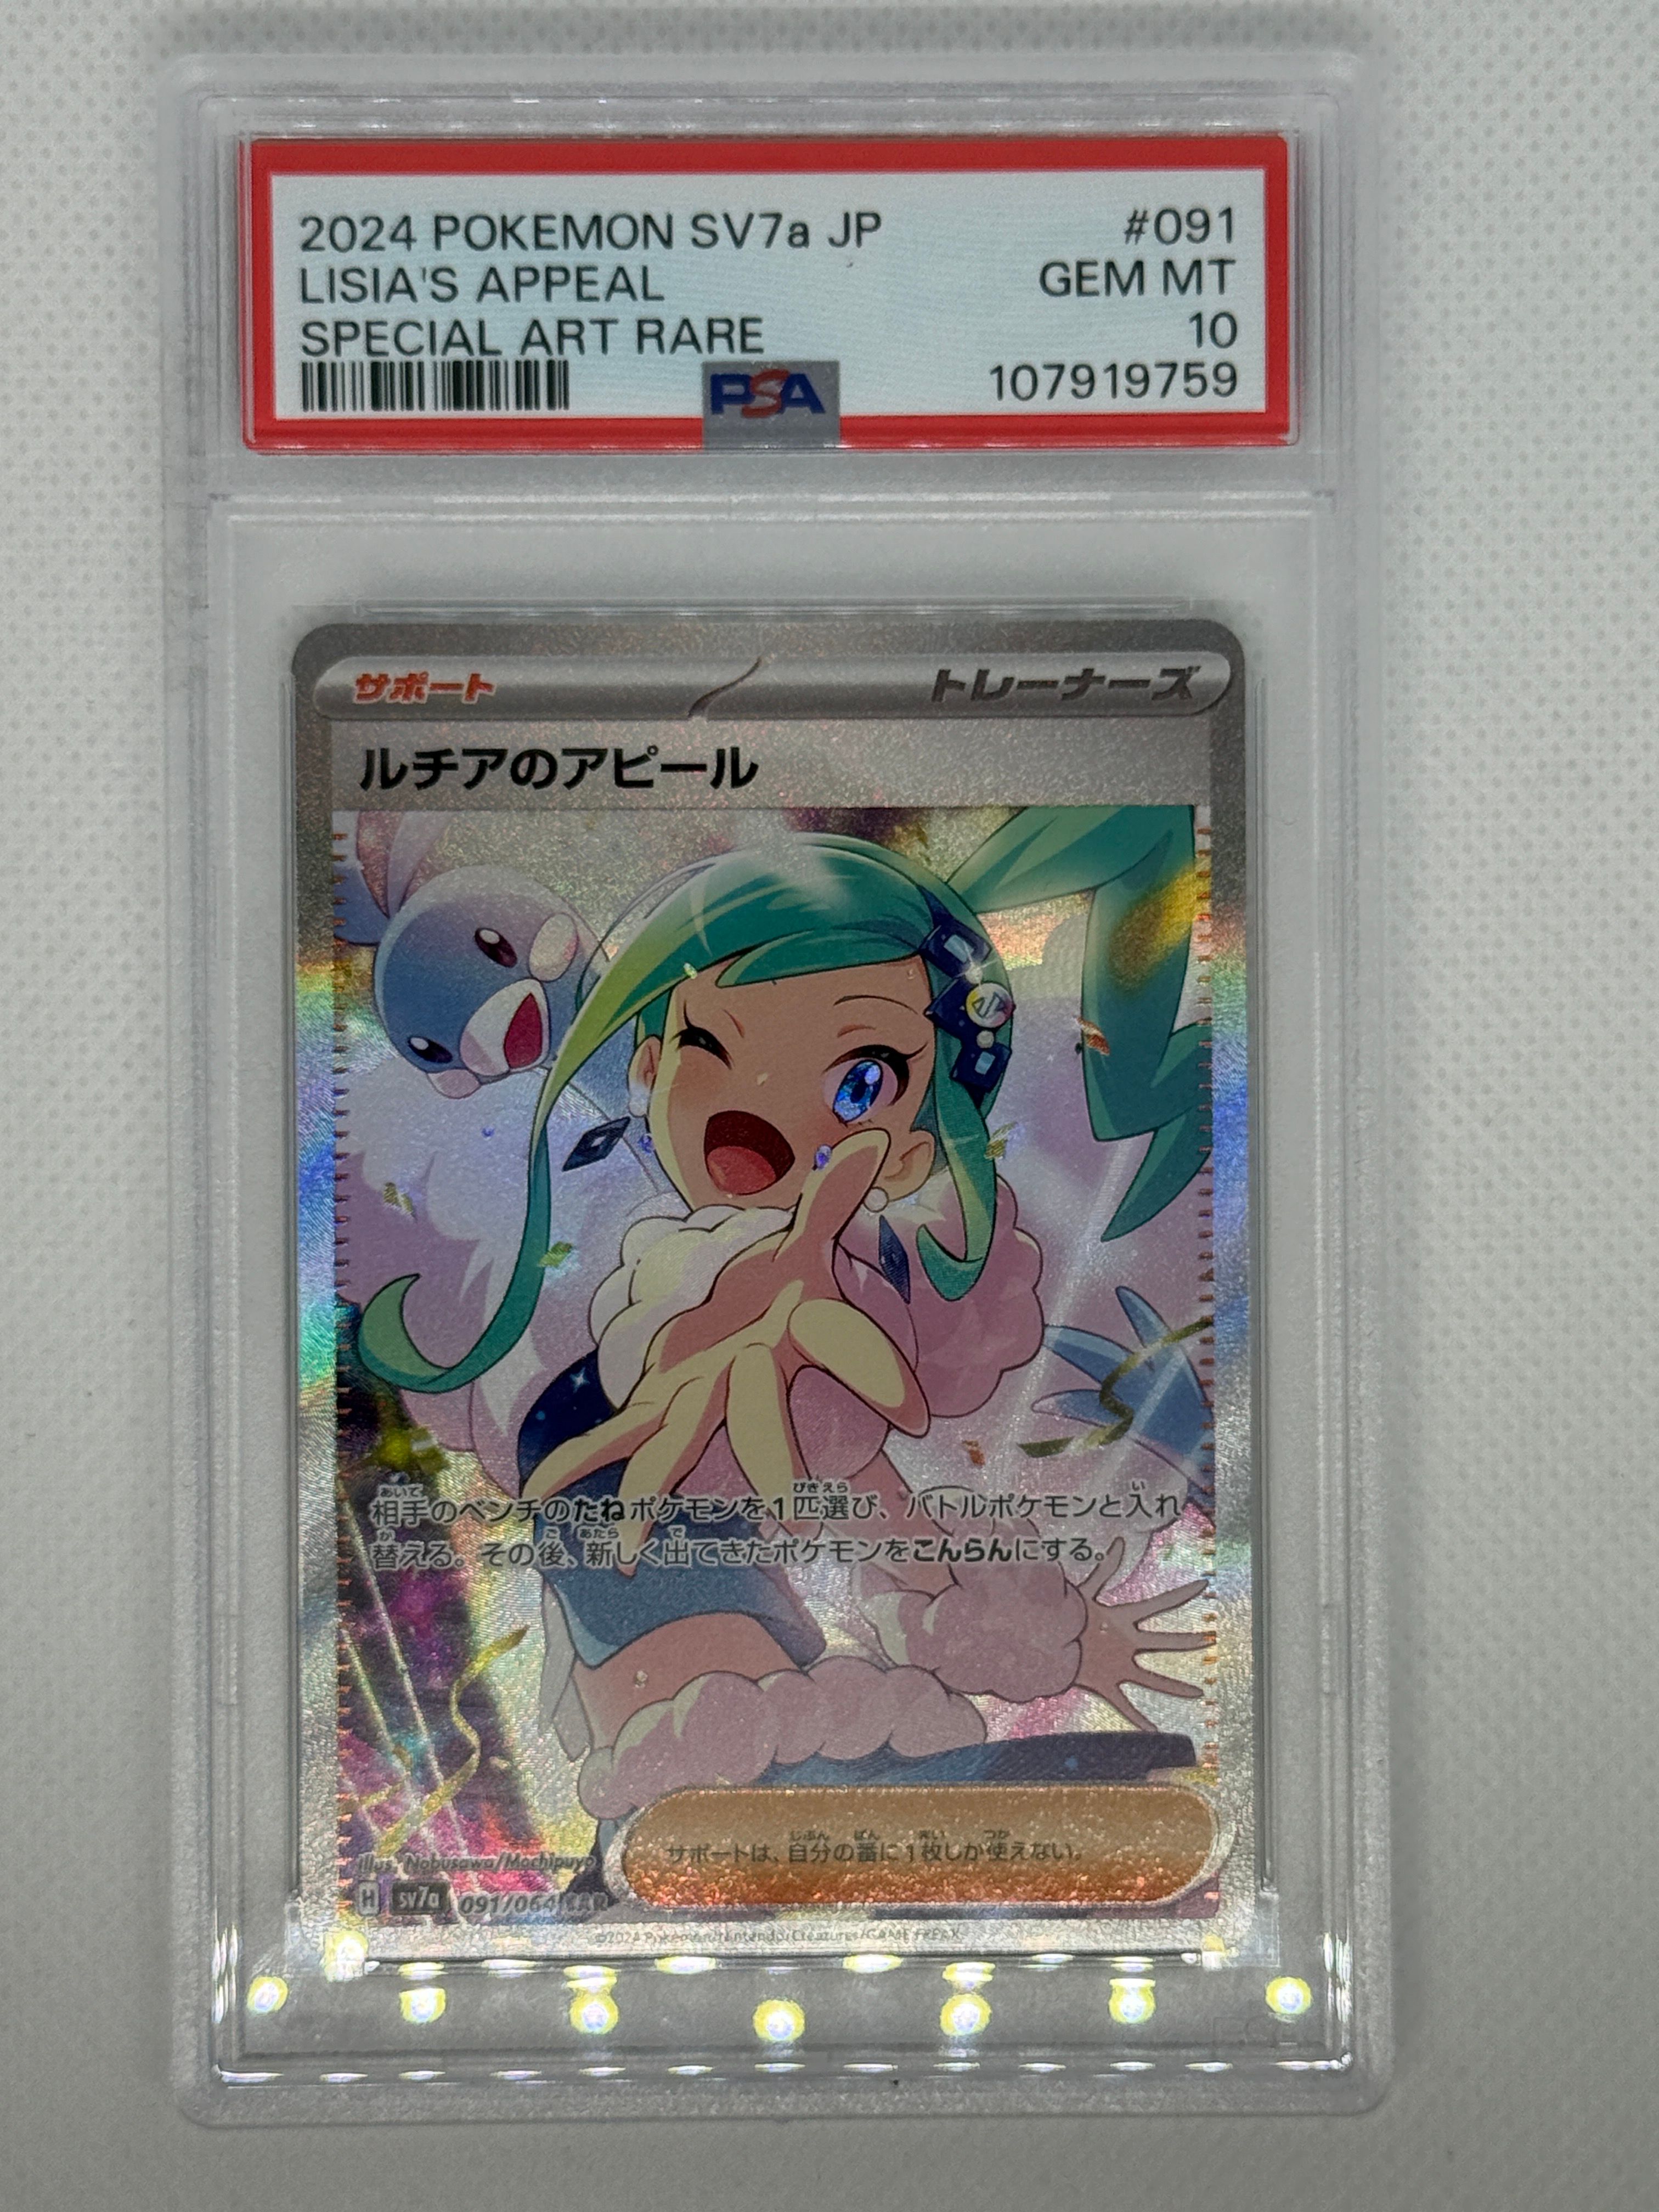 2024 POKEMON SV7a JP #091
LISIA'S APPEAL GEM MT
SPECIAL ART RARE 10
PSA 107919759
サポート トレーナーズ
ルチアのアピール
相手のベンチのたねポケモンを1匹選び、バトルポケモンと入れ
替える。その後、新しく出てきたポケモンをこんらんにする。
サポートは、自分の番に1枚しか使えない。
Illus. Nobusawa/Mochipuyo
H sv7a 091/064 SAR
©2024 Pokémon/Nintendo/Creatures/GAME FREAK